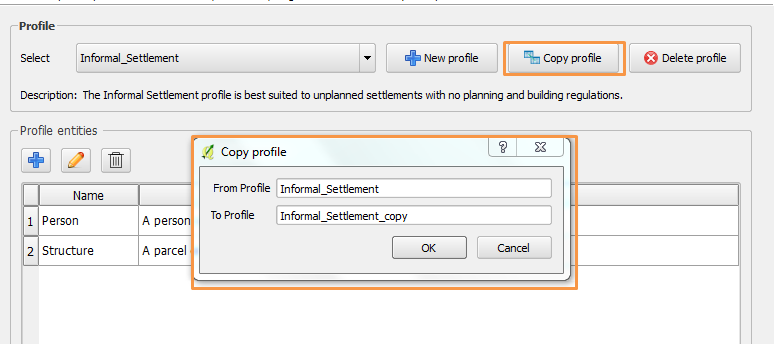 Profile
Select
Informal_Settlement
New profile
Copy profile
Delete profile
Description: The Informal Settlement profile is best suited to unplanned settlements with no planning and building regulations.
Profile entities
Name
1 Person A person
2 Structure A parcel
Copy profile
From Profile Informal_Settlement
To Profile Informal_Settlement_copy
OK Cancel